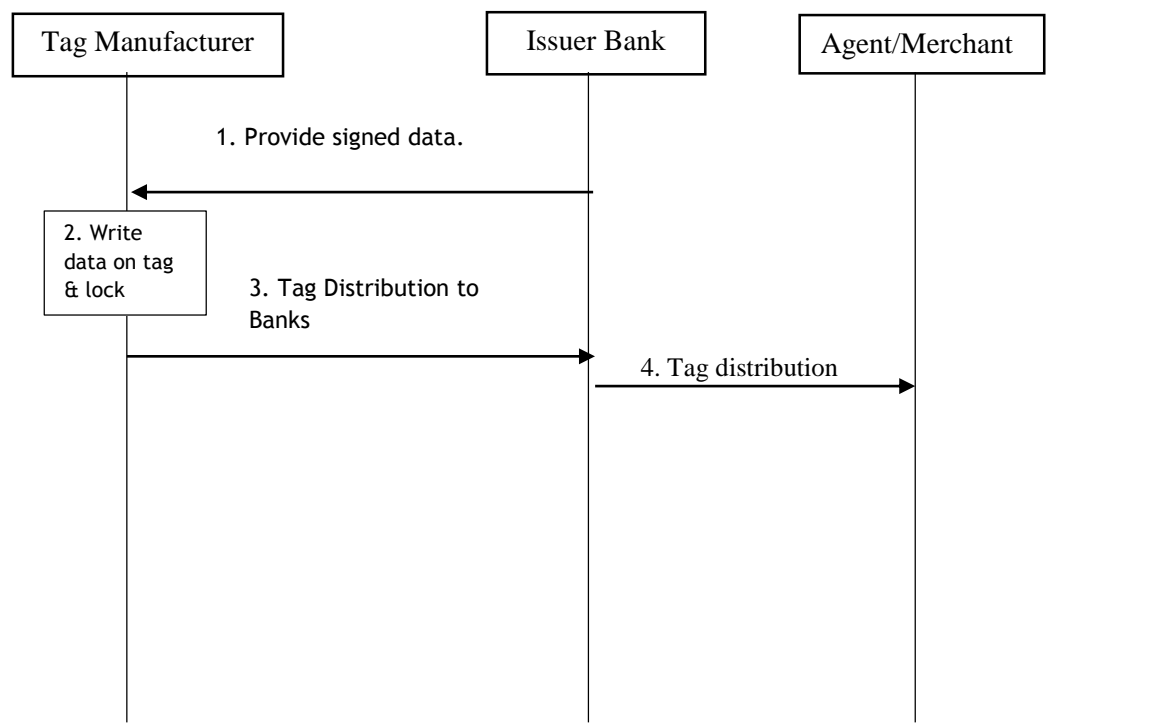 Tag Manufacturer
Issuer Bank
Agent/Merchant
1. Provide signed data.
2. Write
data on tag
& lock
3. Tag Distribution to
Banks
4. Tag distribution